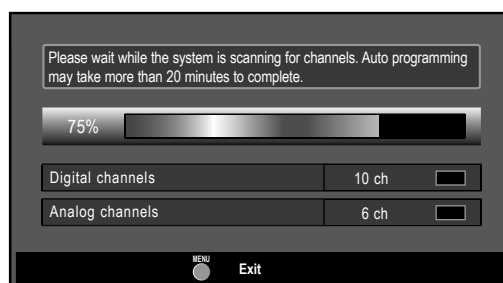 Please wait while the system is scanning for channels. Auto programming
may take more than 20 minutes to complete.
75%
Digital channels 10 ch
Analog channels 6 ch
MENU
Exit